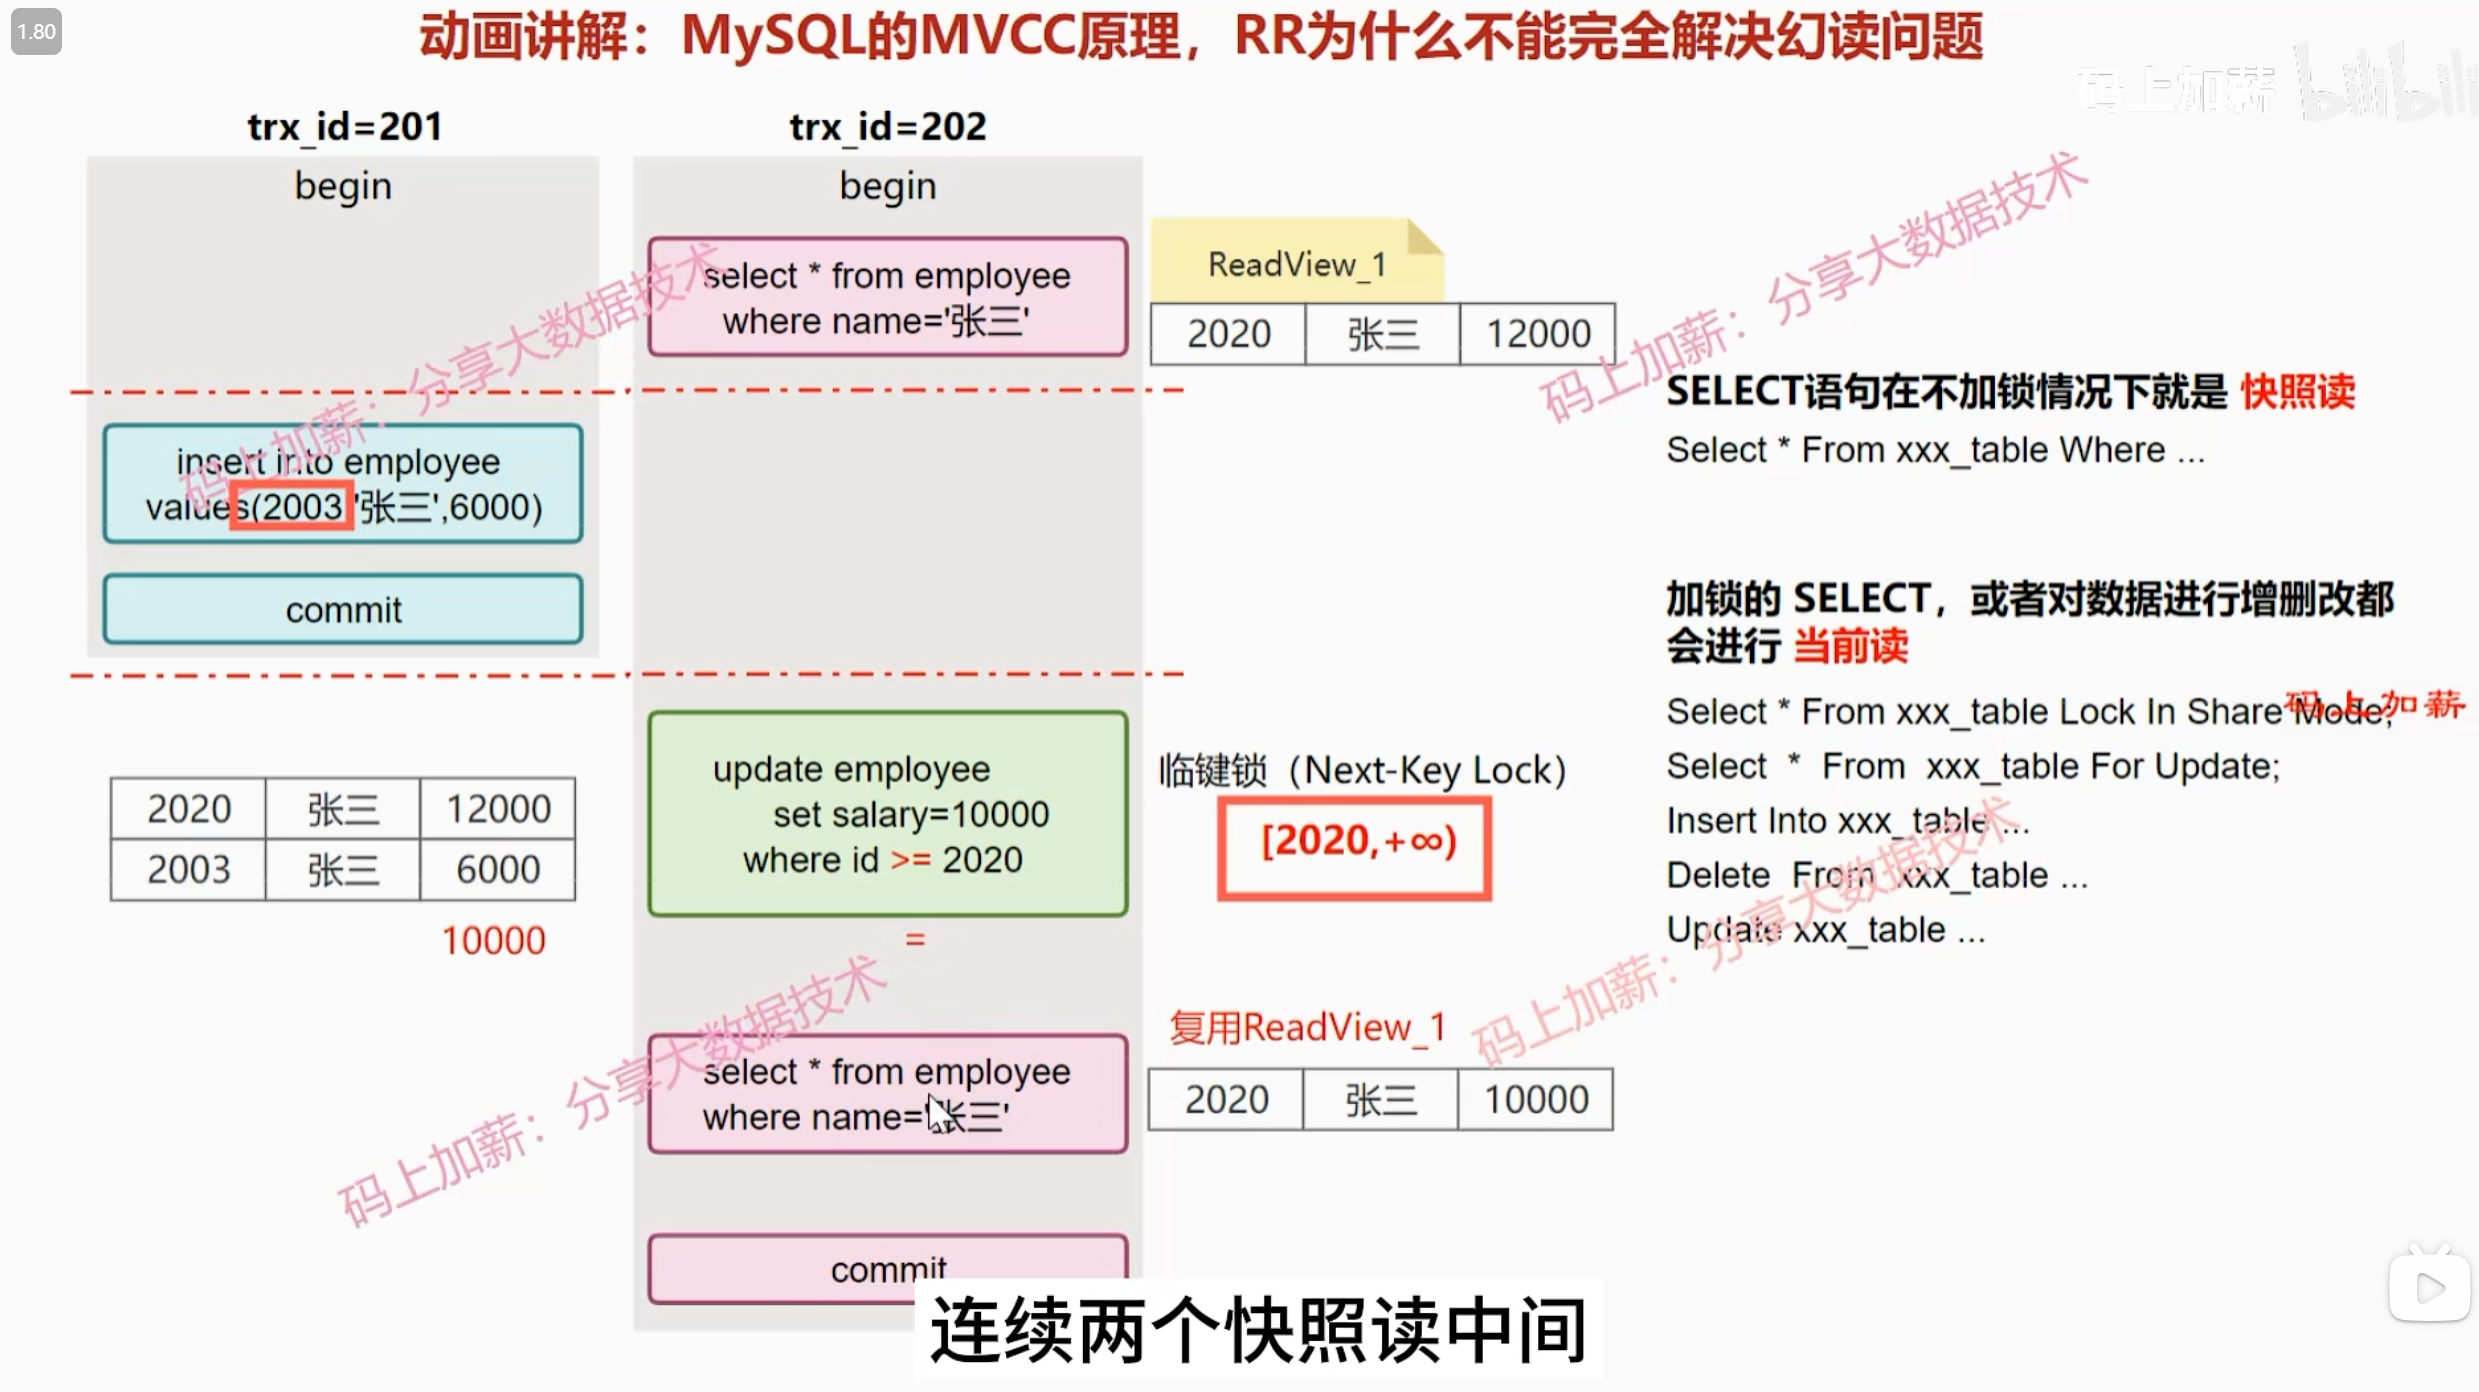 1.80
动画讲解：MySQL的MVCC原理，RR为什么不能完全解决幻读问题
码上加薪 bilibili
trx_id=201
begin
insert into employee
values(2003 '张三',6000)
commit
2020 张三 12000
2003 张三 6000
10000
trx_id=202
begin
select * from employee
where name='张三'
update employee
set salary=10000
where id >= 2020
=
select * from employee
where name='张三'
commit
ReadView_1
2020 张三 12000
临键锁（Next-Key Lock）
[2020,+∞)
复用ReadView_1
2020 张三 10000
SELECT语句在不加锁情况下就是 快照读
Select * From xxx_table Where ...
加锁的 SELECT，或者对数据进行增删改都
会进行 当前读
Select * From xxx_table Lock In Share Mode;
码上加薪
Select * From xxx_table For Update;
Insert Into xxx_table ...
Delete From xxx_table ...
Update xxx_table ...
码上加薪：分享大数据技术
码上加薪：分享大数据技术
码上加薪：分享大数据技术
码上加薪：分享大数据技术
连续两个快照读中间